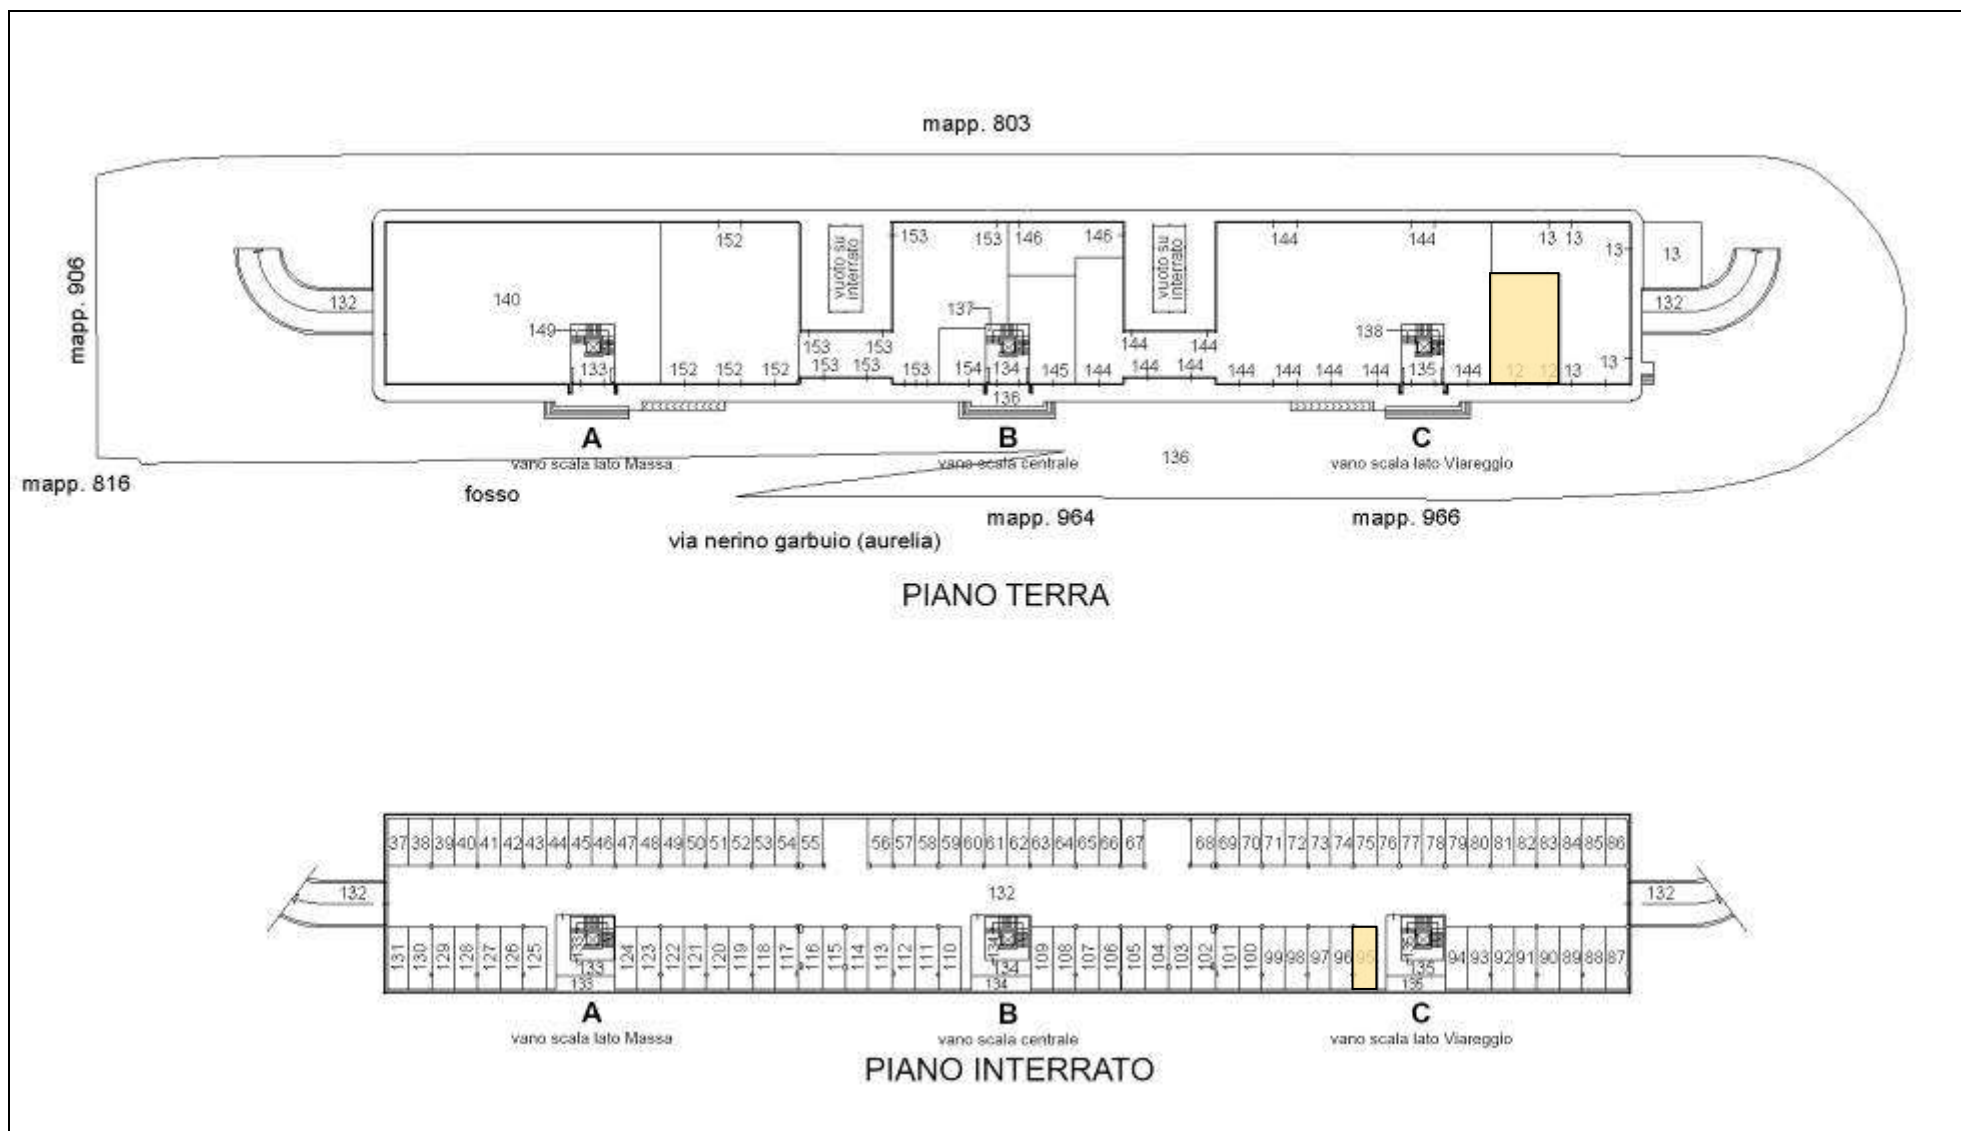 mapp. 803
mapp. 906
152
vuoto su
interrato
153
153
146
146
vuoto su
interrato
144
144
13
13
13
13
132
140
149
137
138
132
153
153
144
144
133
152
152
152
153
153
153
154
134
145
144
144
144
144
144
144
144
135
144
12
12
13
13
136
A
B
C
vano scala lato Massa
vano scala centrale
136
vano scala lato Viareggio
mapp. 816
fosso
mapp. 964
mapp. 966
via nerino garbuio (aurelia)
PIANO TERRA
37 38 39 40 41 42 43 44 45 46 47 48 49 50 51 52 53 54 55 56 57 58 59 60 61 62 63 64 65 66 67 68 69 70 71 72 73 74 75 76 77 78 79 80 81 82 83 84 85 86
132
132
132
131 130 129 128 127 126 125 133 124 123 122 121 120 119 118 117 116 115 114 113 112 111 110 134 109 108 107 106 105 104 103 102 101 100 99 98 97 96 95 135 94 93 92 91 90 89 88 87
133
134
135
133
134
135
A
B
C
vano scala lato Massa
vano scala centrale
vano scala lato Viareggio
PIANO INTERRATO